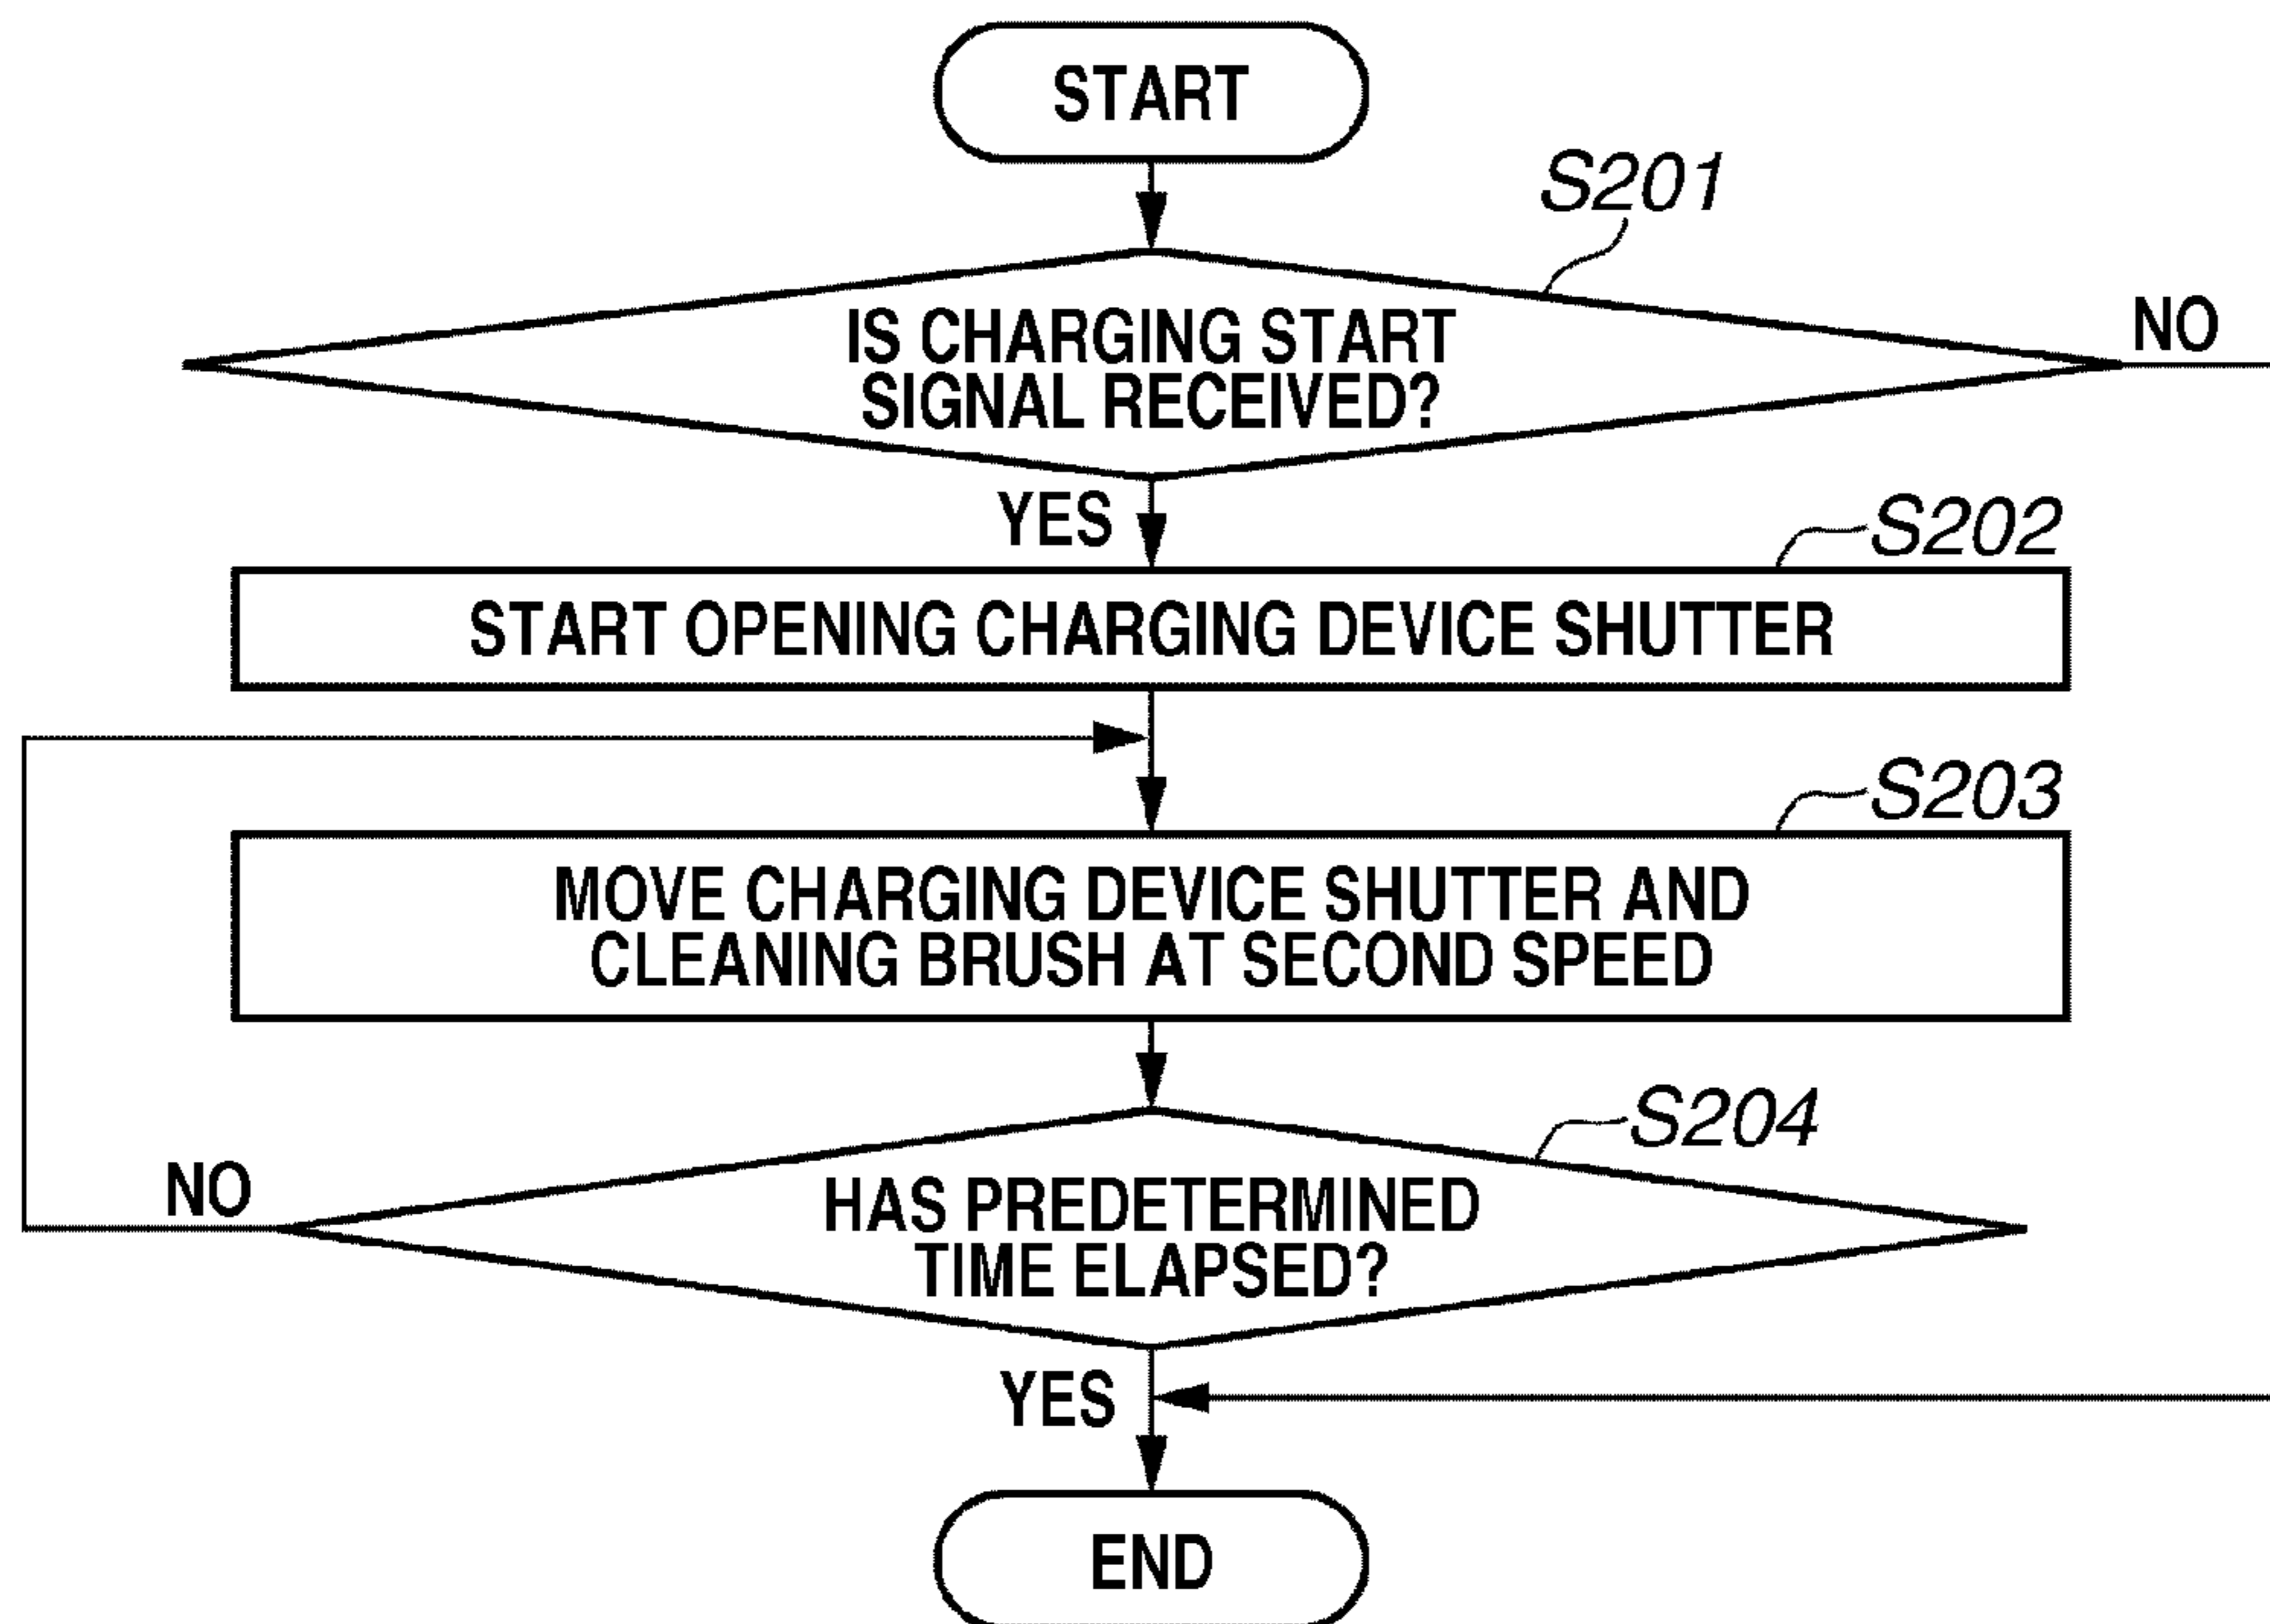 START
S201
IS CHARGING START
SIGNAL RECEIVED?
NO
YES
S202
START OPENING CHARGING DEVICE SHUTTER
S203
MOVE CHARGING DEVICE SHUTTER AND
CLEANING BRUSH AT SECOND SPEED
S204
NO
HAS PREDETERMINED
TIME ELAPSED?
YES
END